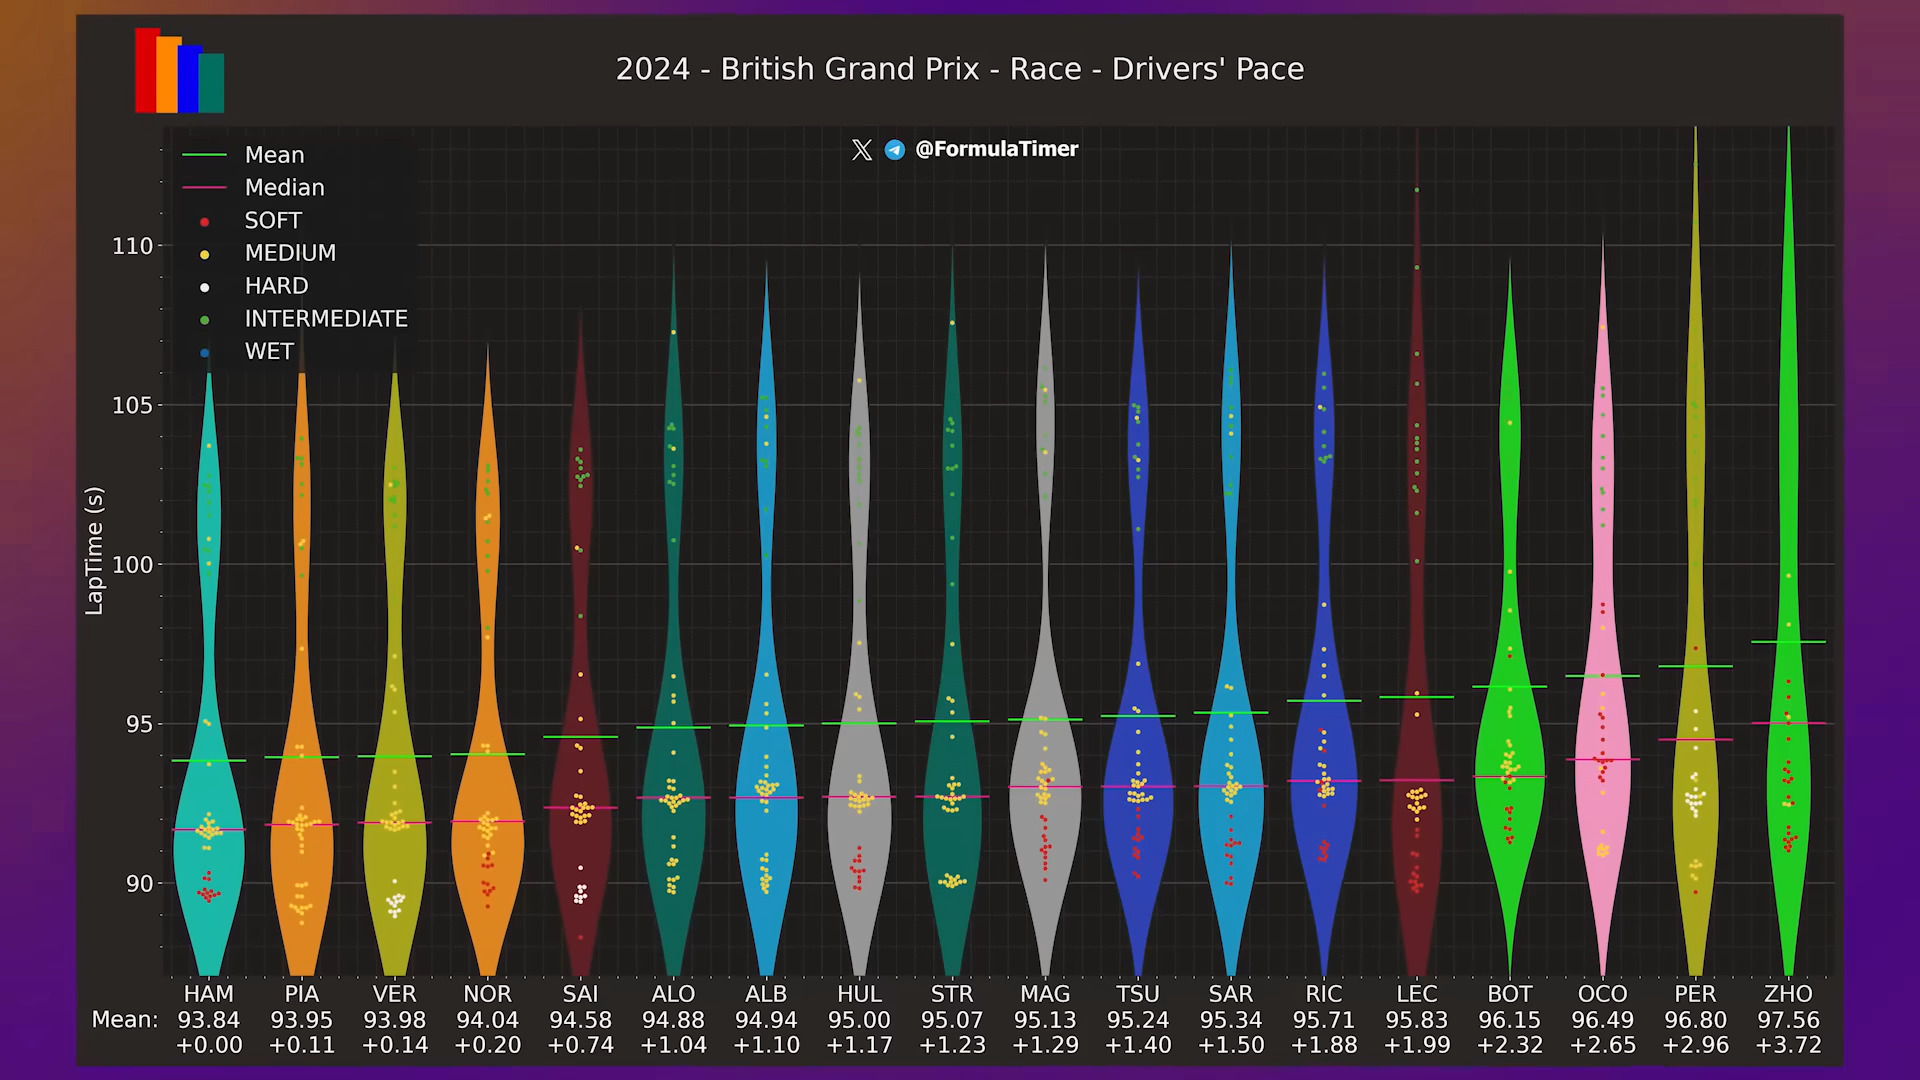 2024 - British Grand Prix - Race - Drivers' Pace
@FormulaTimer
Mean
Median
SOFT
MEDIUM
HARD
INTERMEDIATE
WET
LapTime (s)
110
105
100
95
90
HAM PIA VER NOR SAI ALO ALB HUL STR MAG TSU SAR RIC LEC BOT OCO PER ZHO
Mean: 93.84 93.95 93.98 94.04 94.58 94.88 94.94 95.00 95.07 95.13 95.24 95.34 95.71 95.83 96.15 96.49 96.80 97.56
+0.00 +0.11 +0.14 +0.20 +0.74 +1.04 +1.10 +1.17 +1.23 +1.29 +1.40 +1.50 +1.88 +1.99 +2.32 +2.65 +2.96 +3.72